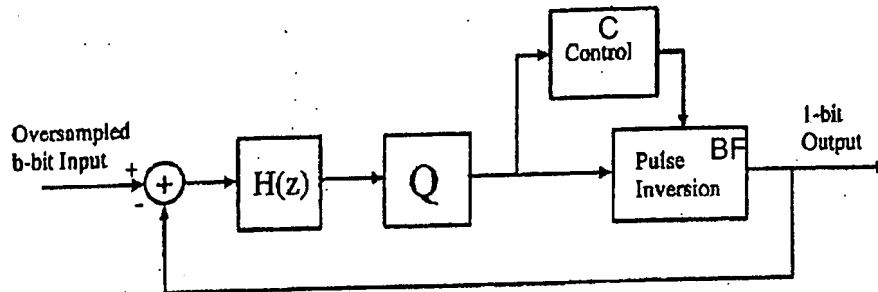 C
Control
Oversampled
b-bit Input
+
-
+
H(z)
Q
Pulse
Inversion
BF
1-bit
Output